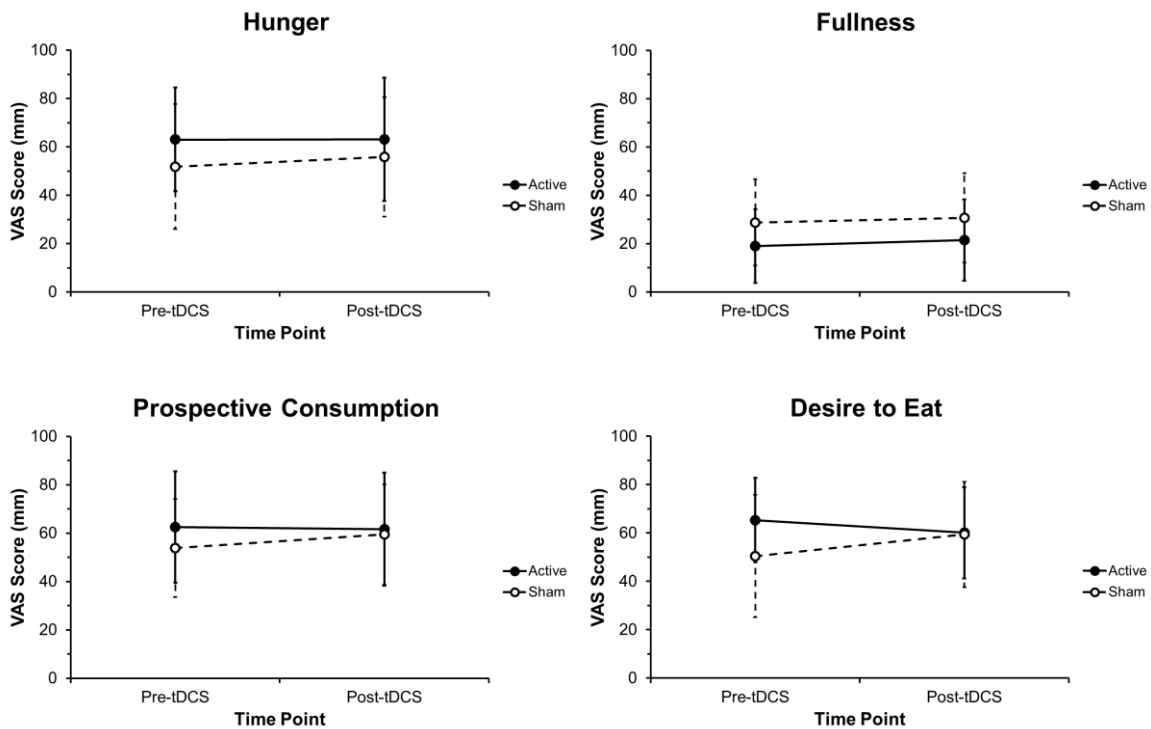 Hunger
100
80
60
40
20
0
VAS Score (mm)
Pre-tDCS
Post-tDCS
Time Point
Active
Sham
Fullness
100
80
60
40
20
0
VAS Score (mm)
Pre-tDCS
Post-tDCS
Time Point
Active
Sham
Prospective Consumption
100
80
60
40
20
0
VAS Score (mm)
Pre-tDCS
Post-tDCS
Time Point
Active
Sham
Desire to Eat
100
80
60
40
20
0
VAS Score (mm)
Pre-tDCS
Post-tDCS
Time Point
Active
Sham